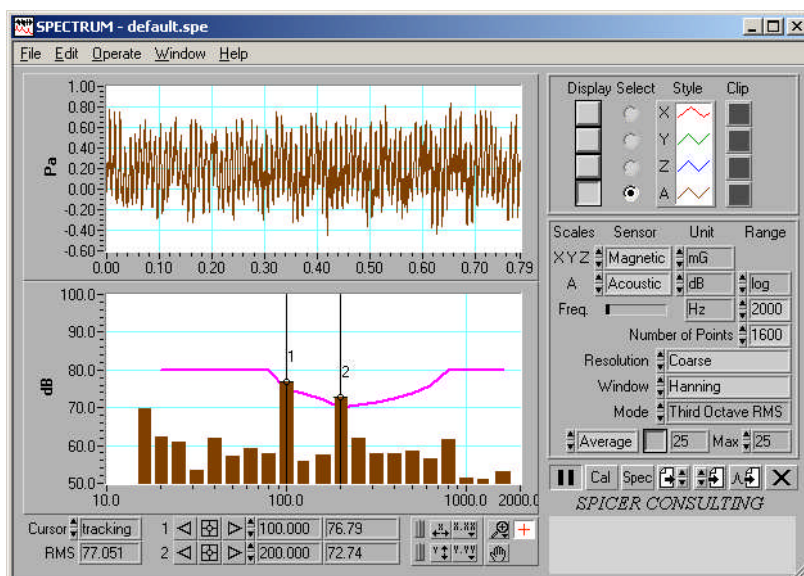 SPECTRUM - default.spe
File Edit Operate Window Help
1.00
0.80
0.60
0.40
0.20
0.00
-0.20
-0.40
-0.60
Pa
0.00 0.10 0.20 0.30 0.40 0.50 0.60 0.70 0.79
100.0
90.0
80.0
70.0
60.0
50.0
dB
1
2
10.0 100.0 1000.0 2000.0
Cursor tracking 1 100.000 76.79
RMS 77.051 2 200.000 72.74
X X.XX
Y Y.YY
Display Select Style Clip
X
Y
Z
A
Scales Sensor Unit Range
X Y Z Magnetic mG
A Acoustic dB log
Freq. Hz 2000
Number of Points 1600
Resolution Coarse
Window Hanning
Mode Third Octave RMS
Average 25 Max 25
Cal Spec
SPICER CONSULTING